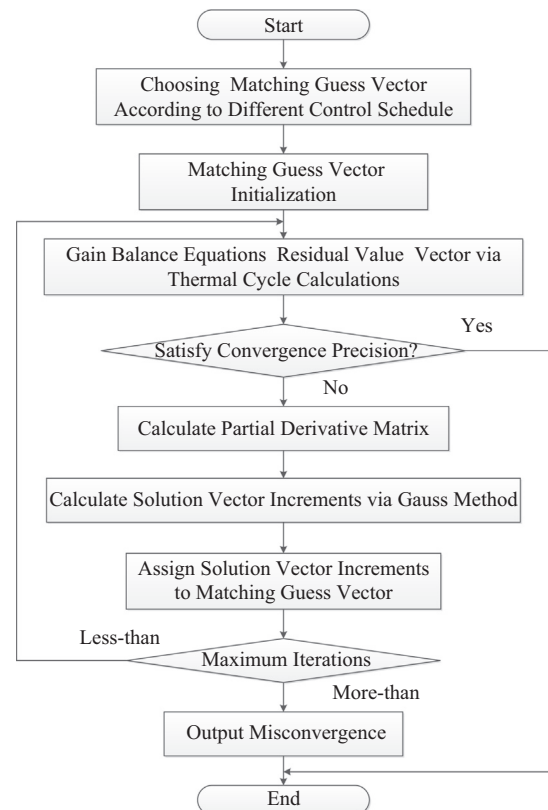 Start
Choosing Matching Guess Vector
According to Different Control Schedule
Matching Guess Vector
Initialization
Gain Balance Equations Residual Value Vector via
Thermal Cycle Calculations
Yes
Satisfy Convergence Precision?
No
Calculate Partial Derivative Matrix
Calculate Solution Vector Increments via Gauss Method
Assign Solution Vector Increments
to Matching Guess Vector
Less-than
Maximum Iterations
More-than
Output Misconvergence
End